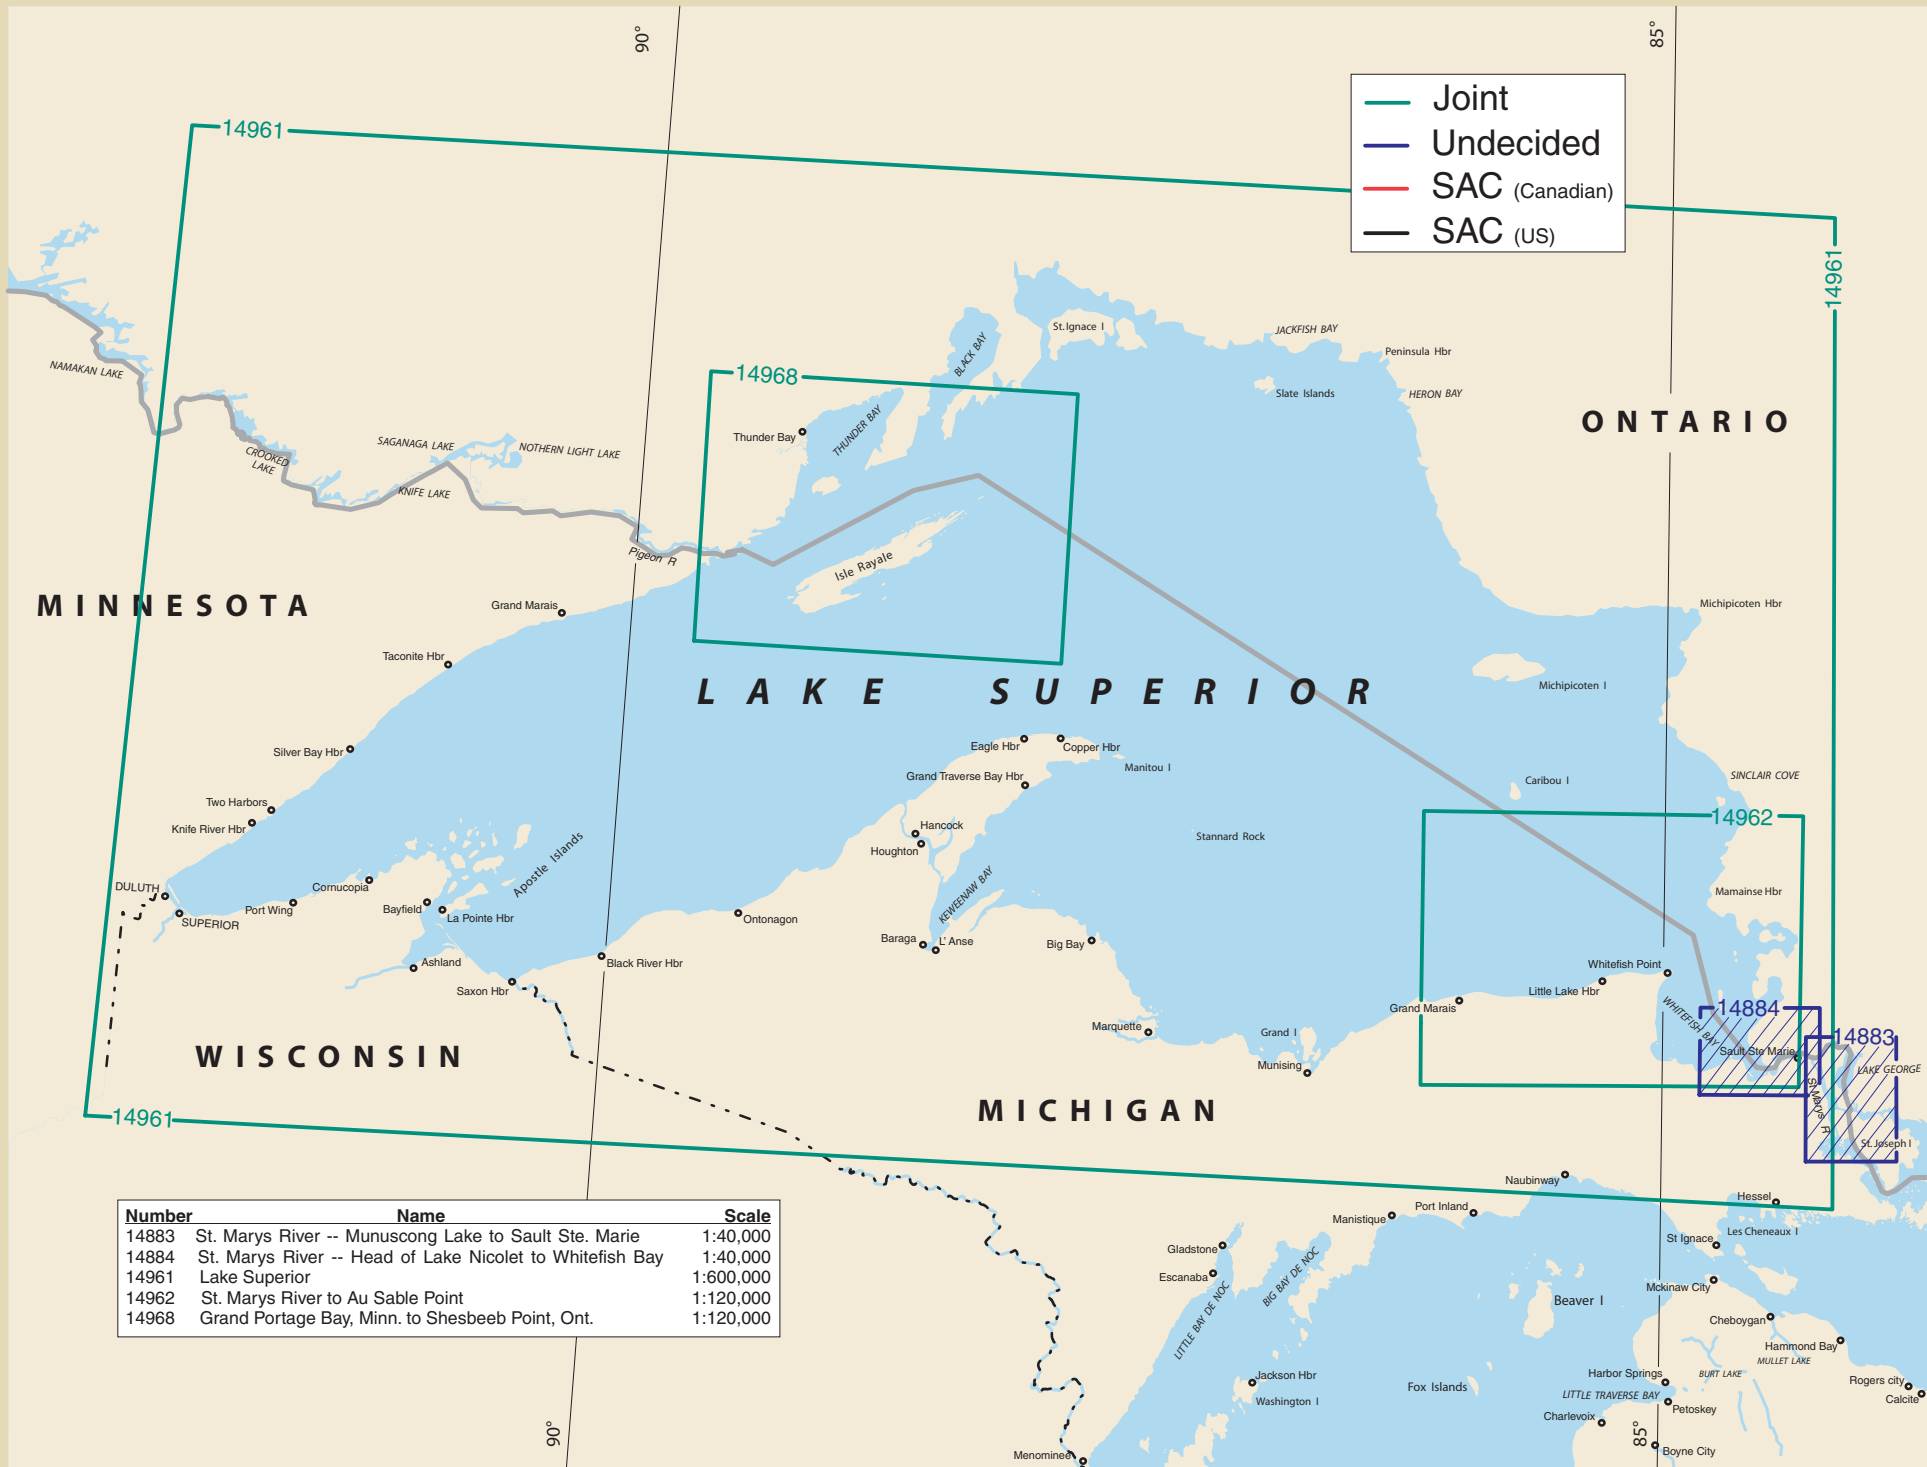 90°
85°
Joint
Undecided
SAC (Canadian)
SAC (US)
14961
14961
NAMAKAN LAKE
CROOKED
LAKE
SAGANAGA LAKE
NOTHERN LIGHT LAKE
KNIFE LAKE
Pigeon R
14968
Thunder Bay
THUNDER BAY
BLACK BAY
St. Ignace I
JACKFISH BAY
Peninsula Hbr
Slate Islands
HERON BAY
ONTARIO
Isle Rayale
MINNESOTA
Grand Marais
Michipicoten Hbr
Taconite Hbr
LAKE SUPERIOR
Michipicoten I
Silver Bay Hbr
Eagle Hbr
Copper Hbr
Manitou I
Grand Traverse Bay Hbr
Caribou I
SINCLAIR COVE
Two Harbors
Knife River Hbr
Hancock
Houghton
Stannard Rock
14962
Apostle Islands
KEWEENAW BAY
DULUTH
SUPERIOR
Port Wing
Cornucopia
Bayfield
La Pointe Hbr
Ontonagon
Mamainse Hbr
Baraga
L' Anse
Big Bay
Ashland
Saxon Hbr
Black River Hbr
Whitefish Point
Little Lake Hbr
Grand Marais
WHITEFISH BAY
14884
14883
Marquette
Grand I
Munising
Sault Ste Marie
LAKE GEORGE
St. Marys R
St. Joseph I
WISCONSIN
MICHIGAN
14961
Naubinway
Hessel
Port Inland
Manistique
Les Cheneaux I
St Ignace
Gladstone
Escanaba
BIG BAY DE NOC
LITTLE BAY DE NOC
Mckinaw City
Beaver I
Cheboygan
Hammond Bay
MULLET LAKE
BURT LAKE
Harbor Springs
LITTLE TRAVERSE BAY
Petoskey
Rogers city
Calcite
Jackson Hbr
Washington I
Fox Islands
Charlevoix
Boyne City
Menominee
90°
85°
Number Name Scale
14883 St. Marys River -- Munuscong Lake to Sault Ste. Marie 1:40,000
14884 St. Marys River -- Head of Lake Nicolet to Whitefish Bay 1:40,000
14961 Lake Superior 1:600,000
14962 St. Marys River to Au Sable Point 1:120,000
14968 Grand Portage Bay, Minn. to Shesbeeb Point, Ont. 1:120,000